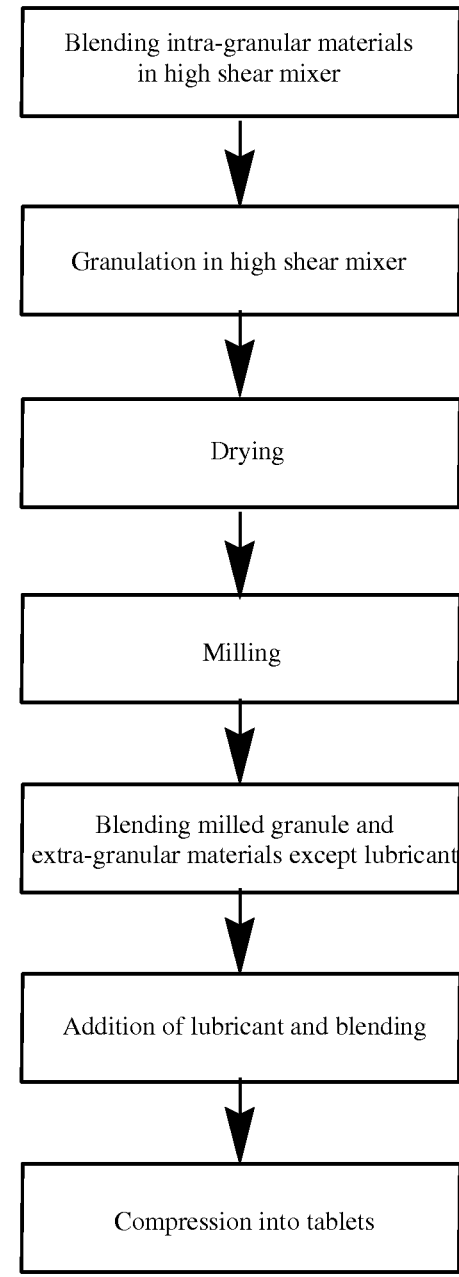 Blending intra-granular materials
in high shear mixer
Granulation in high shear mixer
Drying
Milling
Blending milled granule and
extra-granular materials except lubricant
Addition of lubricant and blending
Compression into tablets